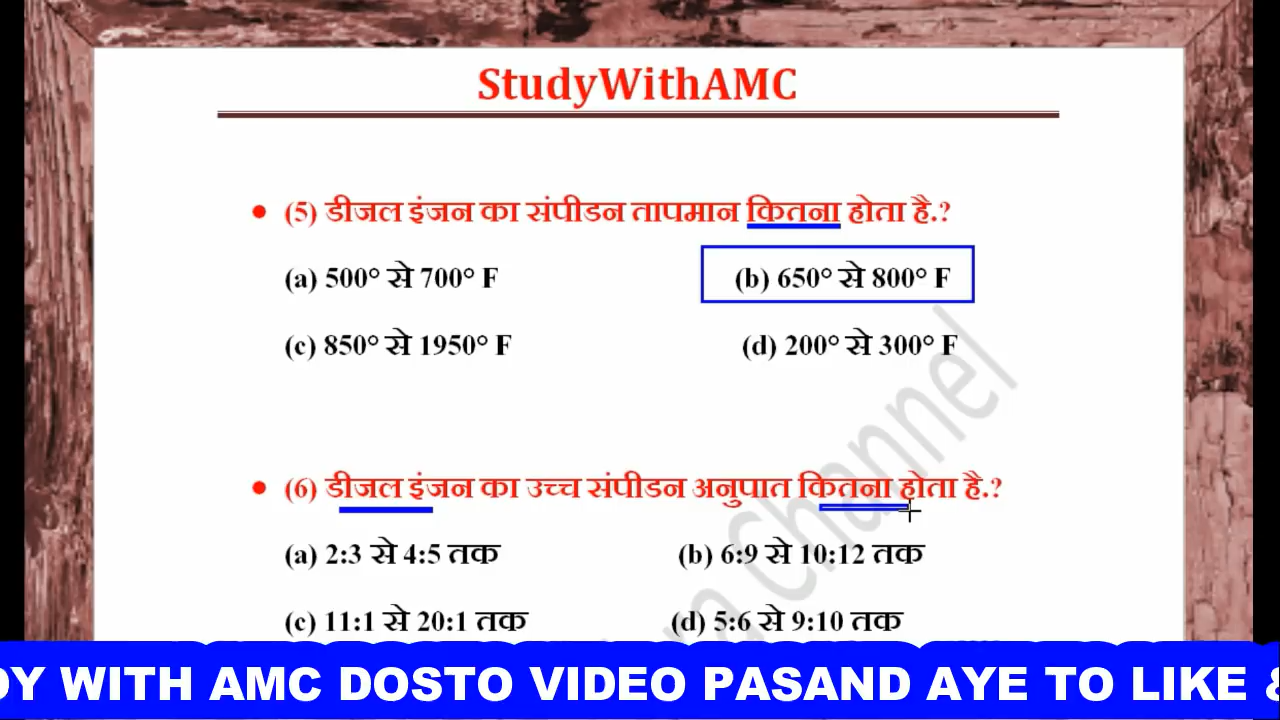 StudyWithAMC
• (5) डीजल इंजन का संपीडन तापमान कितना होता है.?
(a) 500° से 700° F (b) 650° से 800° F
(c) 850° से 1950° F (d) 200° से 300° F
• (6) डीजल इंजन का उच्च संपीडन अनुपात कितना होता है.?
(a) 2:3 से 4:5 तक (b) 6:9 से 10:12 तक
(c) 11:1 से 20:1 तक (d) 5:6 से 9:10 तक
Channel
DY WITH AMC DOSTO VIDEO PASAND AYE TO LIKE &